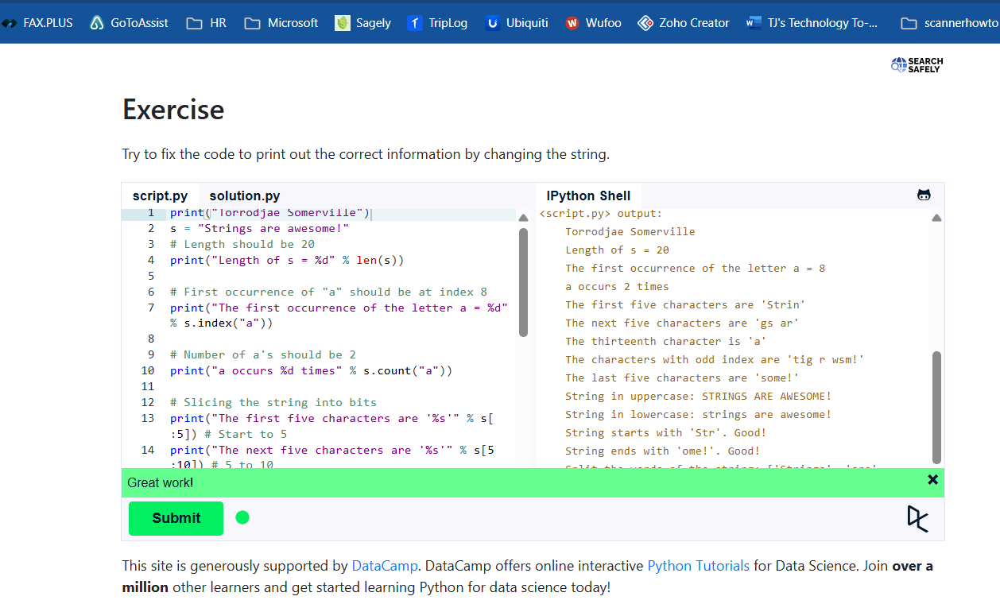 FAX.PLUS GoToAssist HR Microsoft Sagely TripLog Ubiquiti Wufoo Zoho Creator TJ's Technology To-... scannerhowto
SEARCH
SAFELY
Exercise
Try to fix the code to print out the correct information by changing the string.
script.py solution.py
1 print("Torrodjae Somerville")
2 s = "Strings are awesome!"
3 # Length should be 20
4 print("Length of s = %d" % len(s))
5
6 # First occurrence of "a" should be at index 8
7 print("The first occurrence of the letter a = %d"
% s.index("a"))
8
9 # Number of a's should be 2
10 print("a occurs %d times" % s.count("a"))
11
12 # Slicing the string into bits
13 print("The first five characters are '%s'" % s[
:5]) # Start to 5
14 print("The next five characters are '%s'" % s[5
:10]) # 5 to 10
IPython Shell
<script.py> output:
Torrodjae Somerville
Length of s = 20
The first occurrence of the letter a = 8
a occurs 2 times
The first five characters are 'Strin'
The next five characters are 'gs ar'
The thirteenth character is 'a'
The characters with odd index are 'tig r wsm!'
The last five characters are 'some!'
String in uppercase: STRINGS ARE AWESOME!
String in lowercase: strings are awesome!
String starts with 'Str'. Good!
String ends with 'ome!'. Good!
Split the words of the string: ['Strings', 'are',
Great work!
Submit
This site is generously supported by DataCamp. DataCamp offers online interactive Python Tutorials for Data Science. Join over a
million other learners and get started learning Python for data science today!